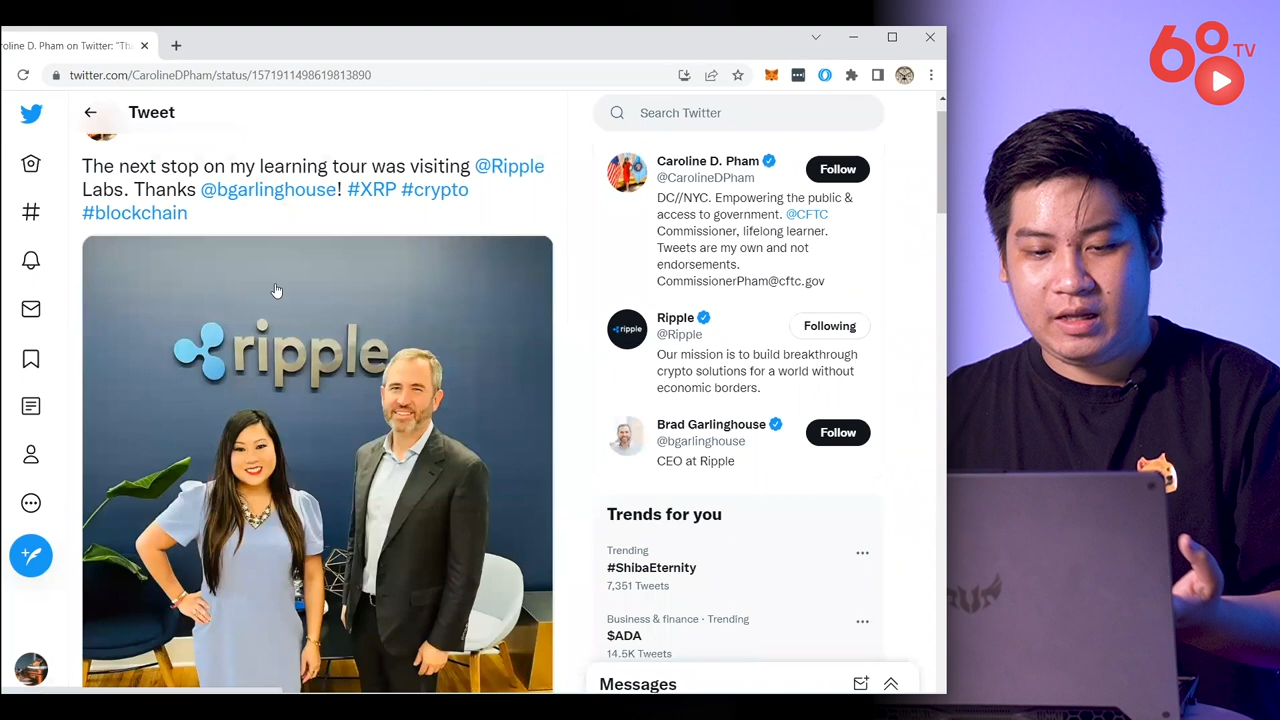 roline D. Pham on Twitter: "Th
twitter.com/CarolineDPham/status/1571911498619813890
Tweet
The next stop on my learning tour was visiting @Ripple
Labs. Thanks @bgarlinghouse! #XRP #crypto
#blockchain
ripple
Search Twitter
Caroline D. Pham
@CarolineDPham
Follow
DC//NYC. Empowering the public &
access to government. @CFTC
Commissioner, lifelong learner.
Tweets are my own and not
endorsements.
CommissionerPham@cftc.gov
ripple
Ripple
@Ripple
Following
Our mission is to build breakthrough
crypto solutions for a world without
economic borders.
Brad Garlinghouse
@bgarlinghouse
Follow
CEO at Ripple
Trends for you
Trending
#ShibaEternity
7,351 Tweets
Business & finance · Trending
$ADA
14.5K Tweets
Messages
68 TV